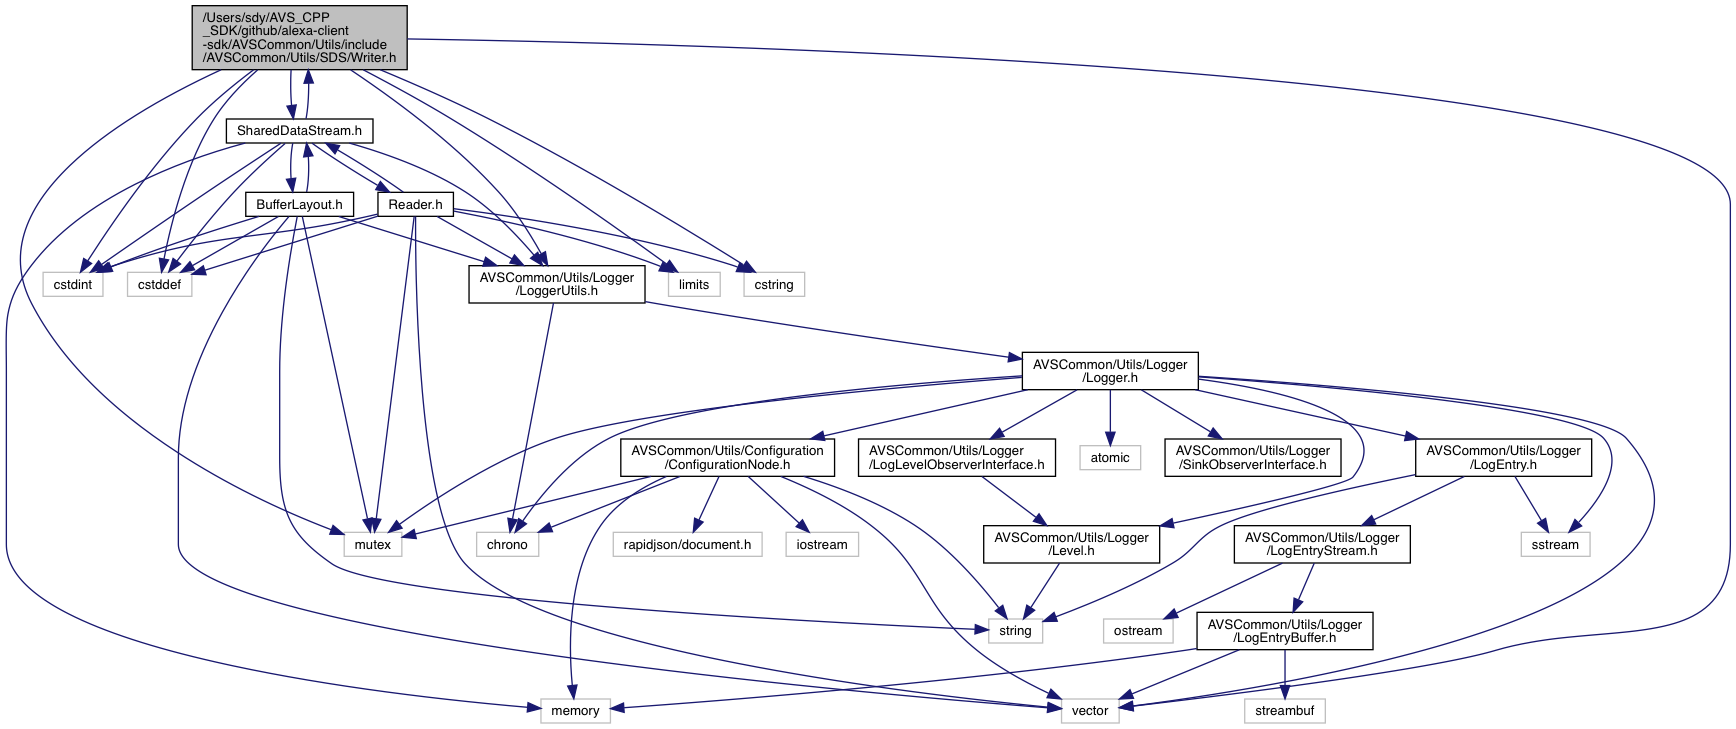 /Users/sdy/AVS_CPP
_SDK/github/alexa-client
-sdk/AVSCommon/Utils/include
/AVSCommon/Utils/SDS/Writer.h
SharedDataStream.h
BufferLayout.h
Reader.h
cstdint
cstddef
AVSCommon/Utils/Logger
/LoggerUtils.h
limits
cstring
AVSCommon/Utils/Logger
/Logger.h
AVSCommon/Utils/Configuration
/ConfigurationNode.h
AVSCommon/Utils/Logger
/LogLevelObserverInterface.h
atomic
AVSCommon/Utils/Logger
/SinkObserverInterface.h
AVSCommon/Utils/Logger
/LogEntry.h
mutex
chrono
rapidjson/document.h
iostream
AVSCommon/Utils/Logger
/Level.h
AVSCommon/Utils/Logger
/LogEntryStream.h
sstream
string
ostream
AVSCommon/Utils/Logger
/LogEntryBuffer.h
memory
vector
streambuf